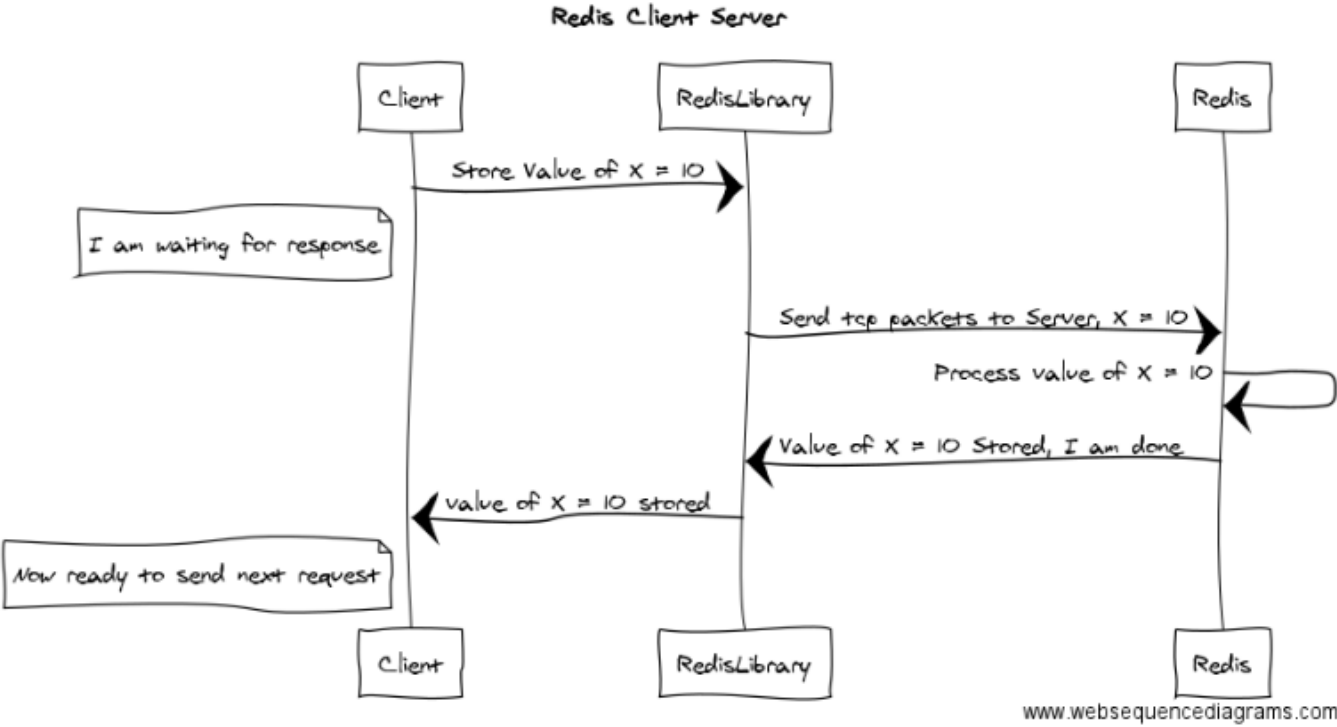 Redis Client Server
Client
RedisLibrary
Redis
Store Value of X = 10
I am waiting for response
Send tcp packets to Server, X = 10
Process value of X = 10
Value of X = 10 Stored, I am done
value of X = 10 stored
Now ready to send next request
Client
RedisLibrary
Redis
www.websequencediagrams.com